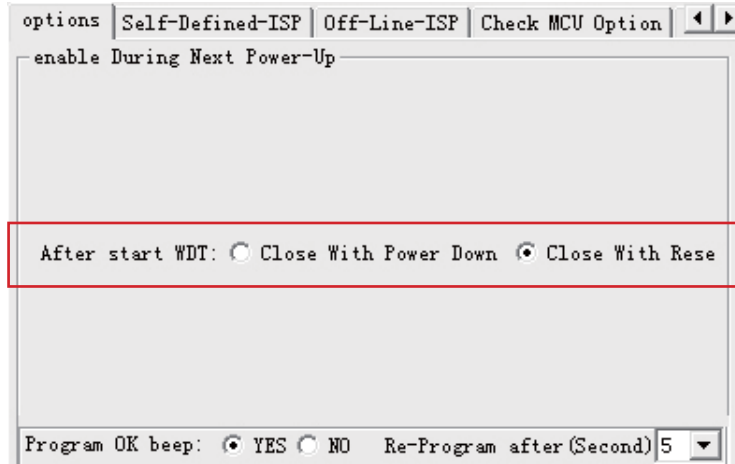 options Self-Defined-ISP Off-Line-ISP Check MCU Option
enable During Next Power-Up
After start WDT: Close With Power Down Close With Rese
Program OK beep: YES NO Re-Program after(Second) 5